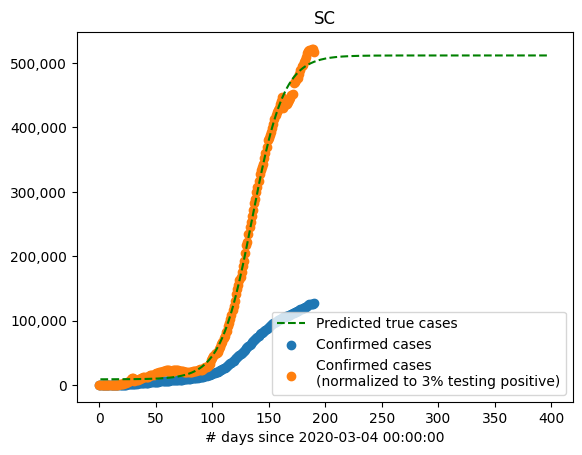 SC
500,000
400,000
300,000
200,000
100,000
0
Predicted true cases
Confirmed cases
Confirmed cases
(normalized to 3% testing positive)
0 50 100 150 200 250 300 350 400
# days since 2020-03-04 00:00:00